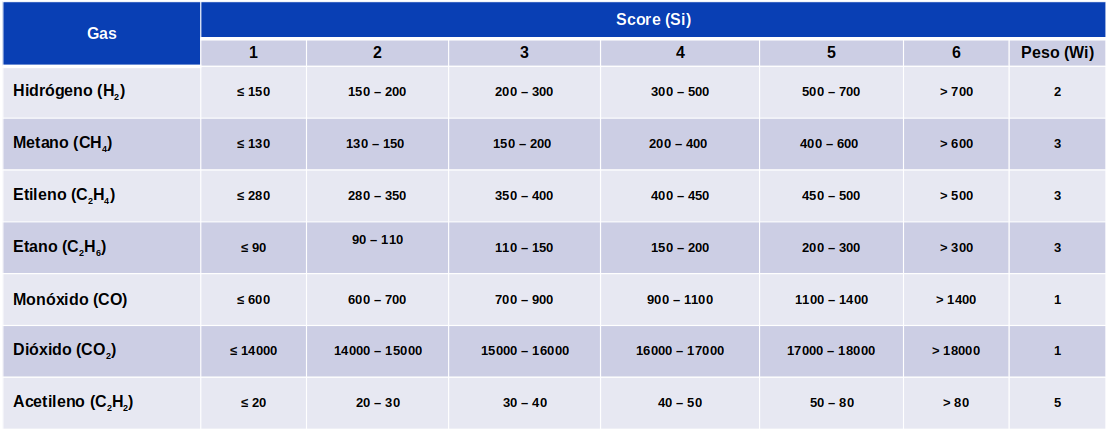 Gas Score (Si)
1 2 3 4 5 6 Peso (Wi)
Hidrógeno (H₂) ≤ 150 150 – 200 200 – 300 300 – 500 500 – 700 > 700 2
Metano (CH₄) ≤ 130 130 – 150 150 – 200 200 – 400 400 – 600 > 600 3
Etileno (C₂H₄) ≤ 280 280 – 350 350 – 400 400 – 450 450 – 500 > 500 3
Etano (C₂H₆) ≤ 90 90 – 110 110 – 150 150 – 200 200 – 300 > 300 3
Monóxido (CO) ≤ 600 600 – 700 700 – 900 900 – 1100 1100 – 1400 > 1400 1
Dióxido (CO₂) ≤ 14000 14000 – 15000 15000 – 16000 16000 – 17000 17000 – 18000 > 18000 1
Acetileno (C₂H₂) ≤ 20 20 – 30 30 – 40 40 – 50 50 – 80 > 80 5